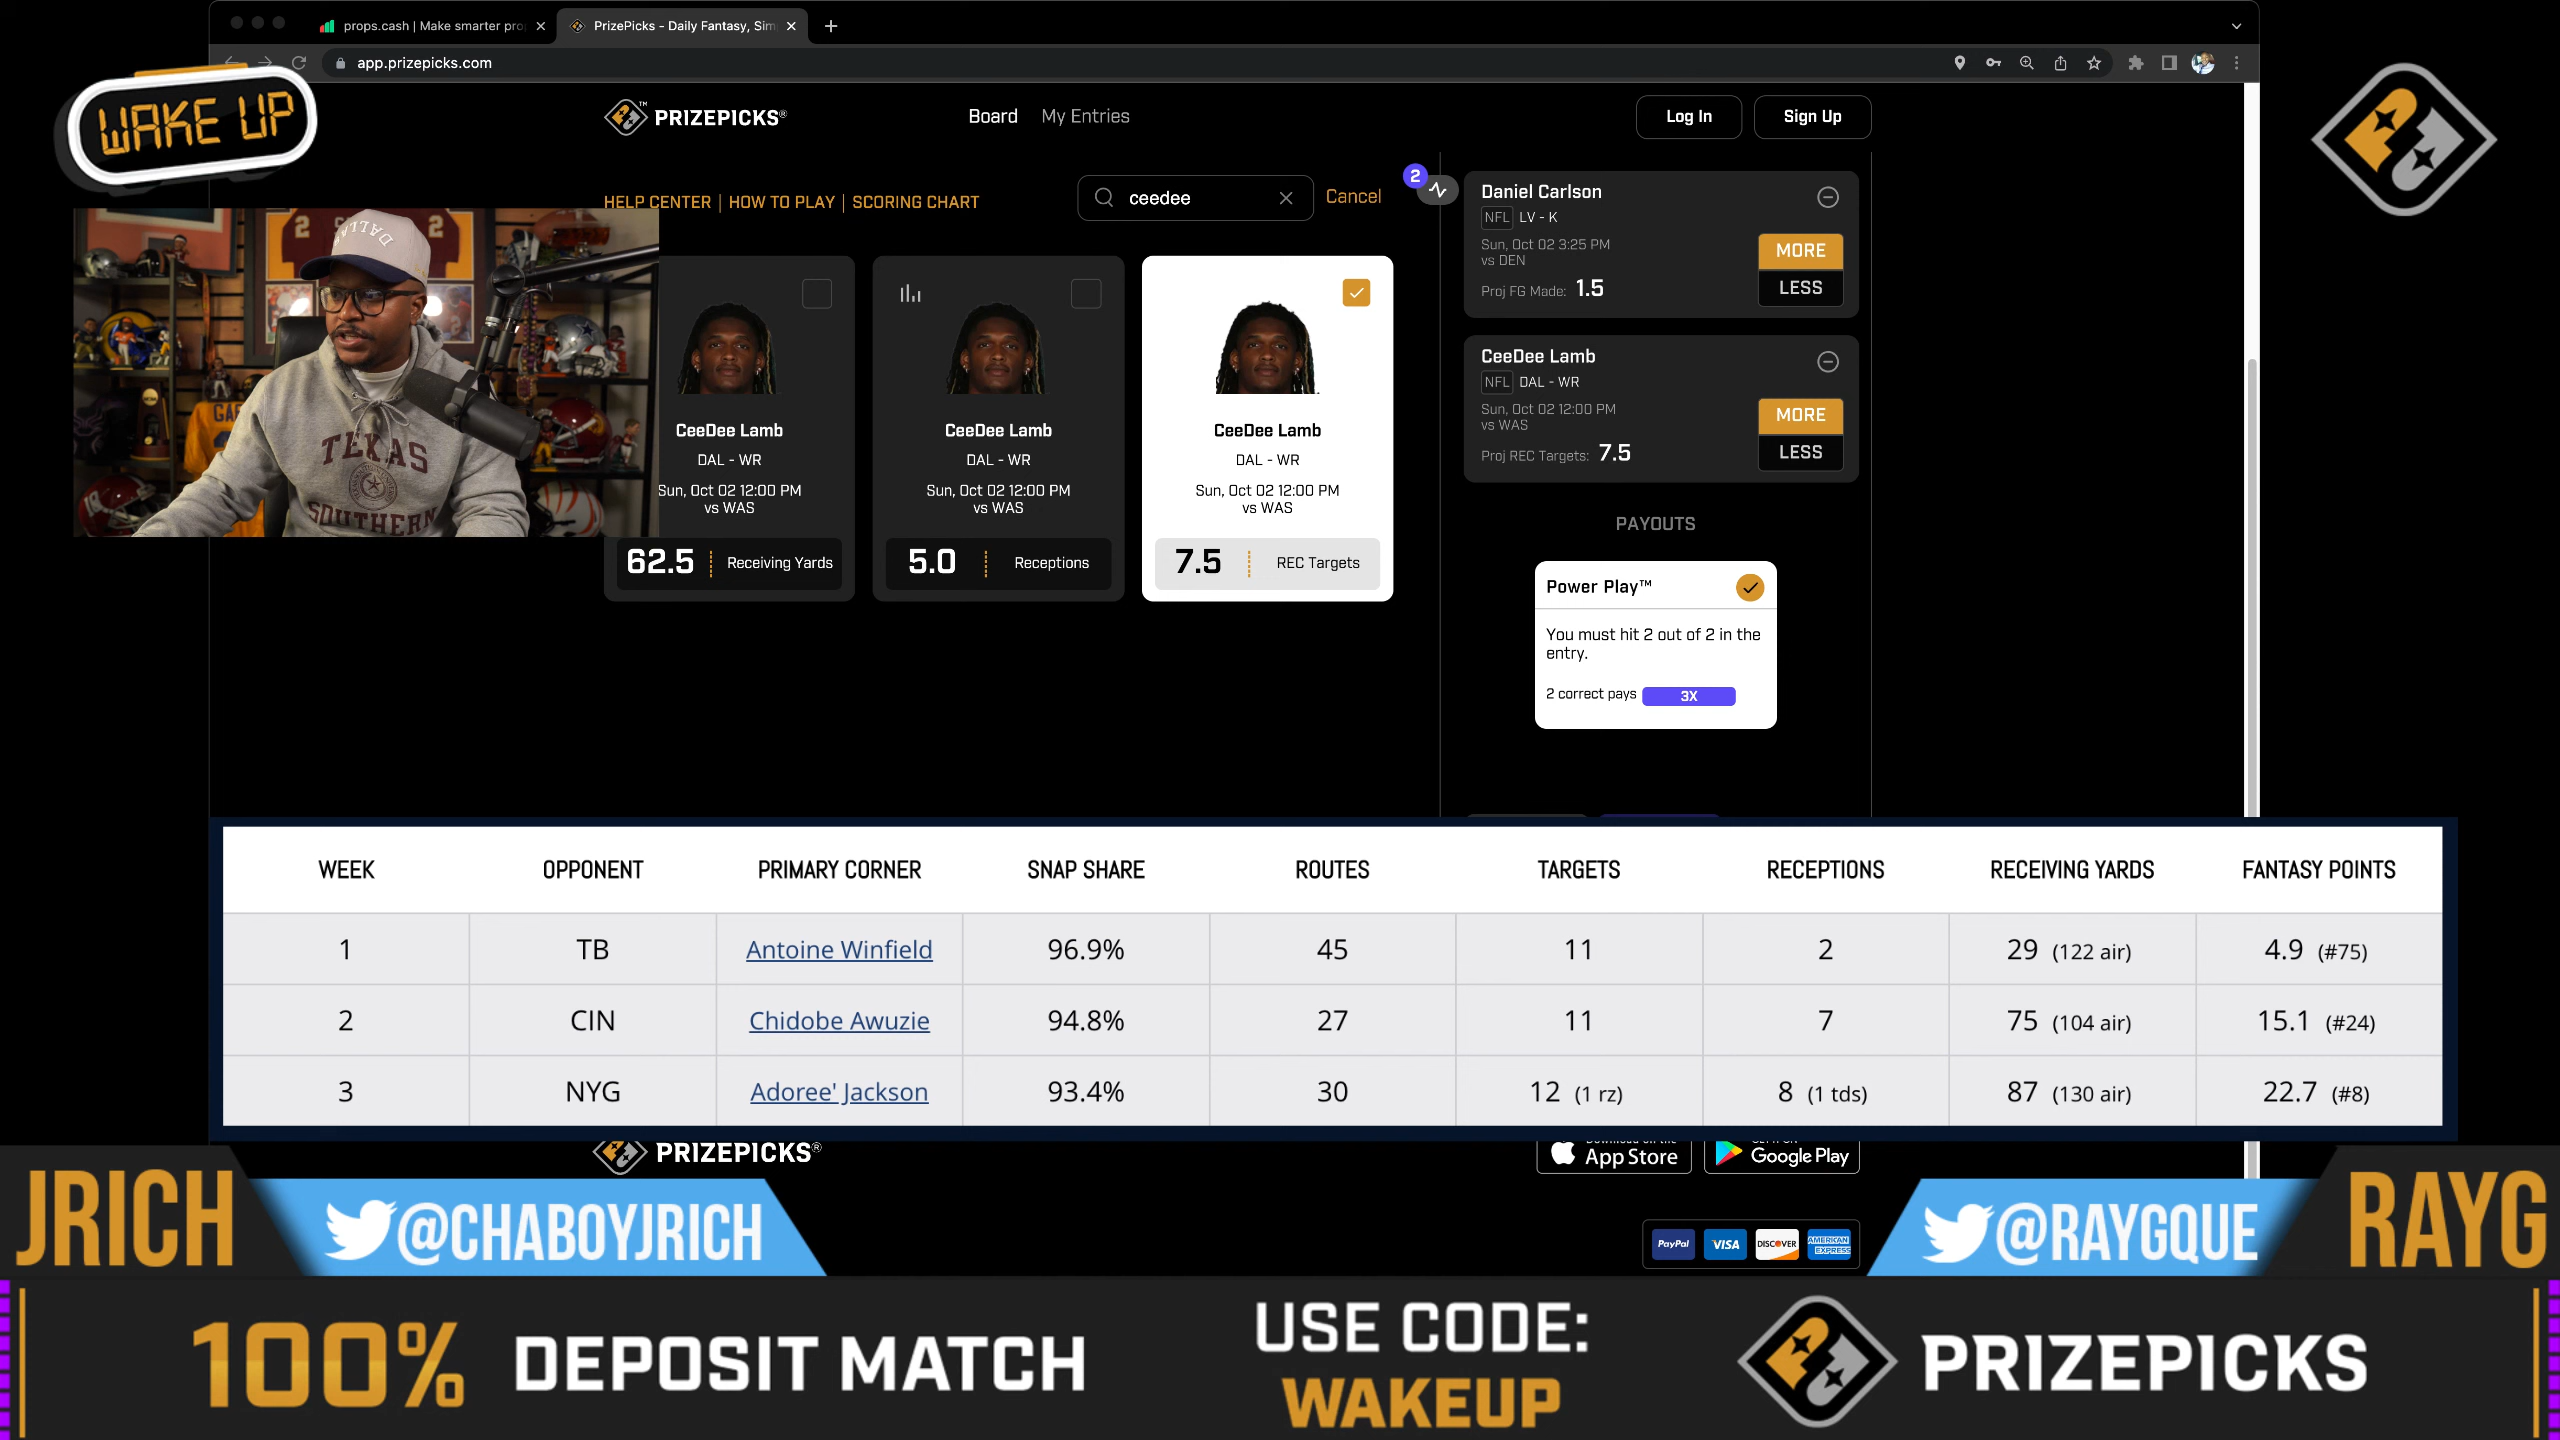 props.cash | Make smarter pro
PrizePicks - Daily Fantasy, Sim
app.prizepicks.com
WAKE UP
PRIZEPICKS®
Board
My Entries
Log In
Sign Up
HELP CENTER | HOW TO PLAY | SCORING CHART
ceedee
Cancel
2
CeeDee Lamb
DAL - WR
Sun, Oct 02 12:00 PM
vs WAS
62.5 Receiving Yards
CeeDee Lamb
DAL - WR
Sun, Oct 02 12:00 PM
vs WAS
5.0 Receptions
CeeDee Lamb
DAL - WR
Sun, Oct 02 12:00 PM
vs WAS
7.5 REC Targets
Daniel Carlson
NFL LV - K
Sun, Oct 02 3:25 PM
vs DEN
Proj FG Made: 1.5
MORE
LESS
CeeDee Lamb
NFL DAL - WR
Sun, Oct 02 12:00 PM
vs WAS
Proj REC Targets: 7.5
MORE
LESS
PAYOUTS
Power Play™
You must hit 2 out of 2 in the
entry.
2 correct pays 3X
DALLAS
TEXAS
SOUTHERN
WEEK OPPONENT PRIMARY CORNER SNAP SHARE ROUTES TARGETS RECEPTIONS RECEIVING YARDS FANTASY POINTS
1 TB Antoine Winfield 96.9% 45 11 2 29 (122 air) 4.9 (#75)
2 CIN Chidobe Awuzie 94.8% 27 11 7 75 (104 air) 15.1 (#24)
3 NYG Adoree' Jackson 93.4% 30 12 (1 rz) 8 (1 tds) 87 (130 air) 22.7 (#8)
PRIZEPICKS®
App Store
Google Play
JRICH
@CHABOYJRICH
PayPal VISA DISCOVER AMERICAN EXPRESS
@RAYGQUE
RAYG
100% DEPOSIT MATCH
USE CODE:
WAKEUP
PRIZEPICKS